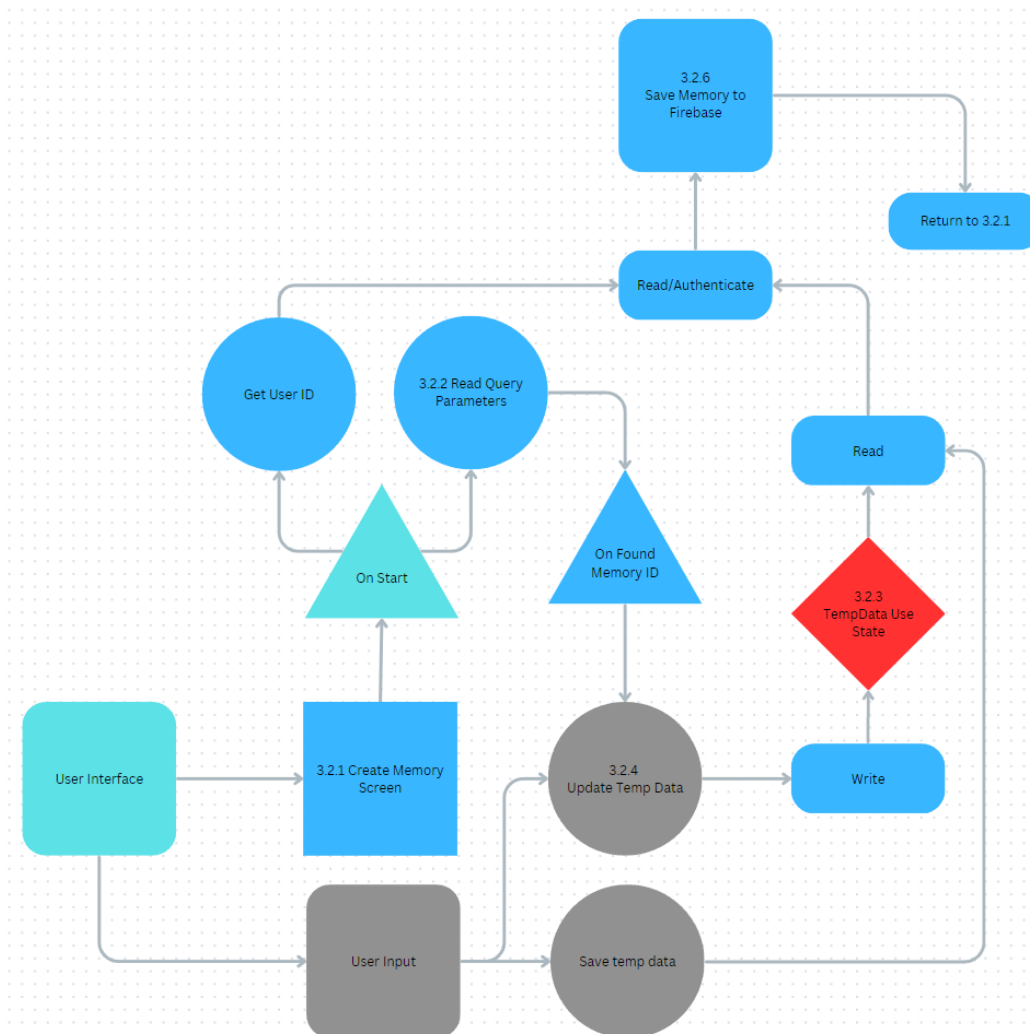 3.2.6
Save Memory to
Firebase
Return to 3.2.1
Read/Authenticate
Get User ID
3.2.2 Read Query
Parameters
Read
On Start
On Found
Memory ID
3.2.3
TempData Use
State
User Interface
3.2.1 Create Memory
Screen
3.2.4
Update Temp Data
Write
User Input
Save temp data